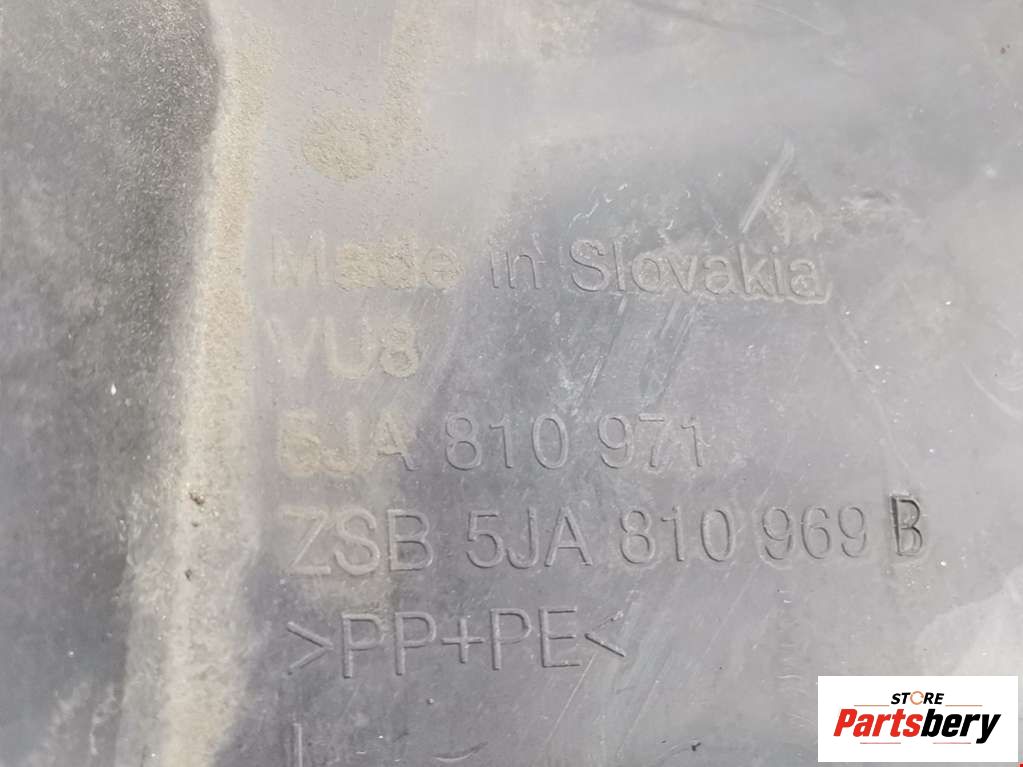 Made in Slovakia
VU8
5JA 810 971
ZSB 5JA 810 969 B
>PP+PE<
STORE
Partsbery